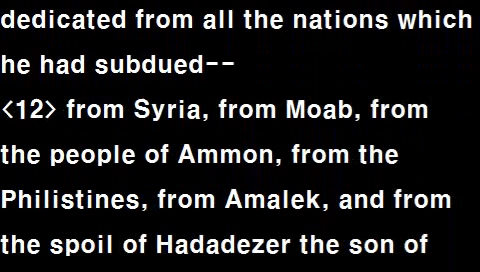 dedicated from all the nations which
he had subdued--
<12> from Syria, from Moab, from
the people of Ammon, from the
Philistines, from Amalek, and from
the spoil of Hadadezer the son of